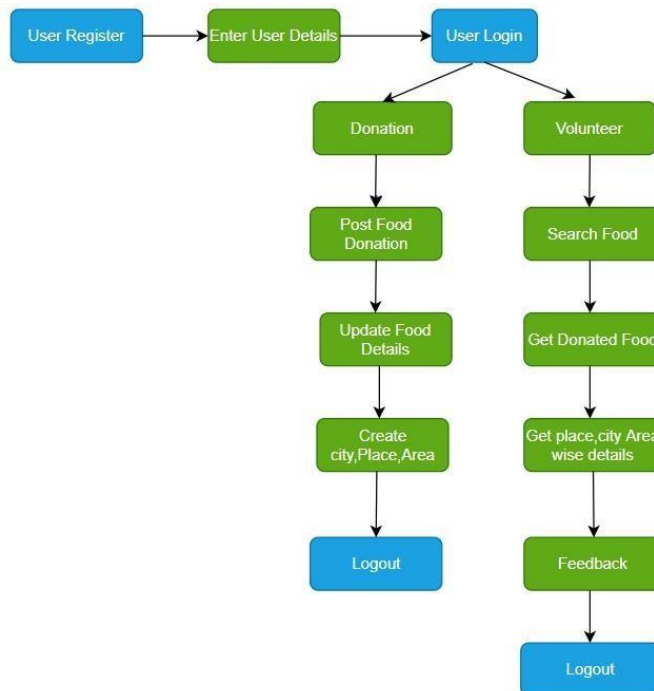 User Register
Enter User Details
User Login
Donation
Volunteer
Post Food
Donation
Search Food
Update Food
Details
Get Donated Food
Create
city,Place,Area
Get place,city Area
wise details
Logout
Feedback
Logout